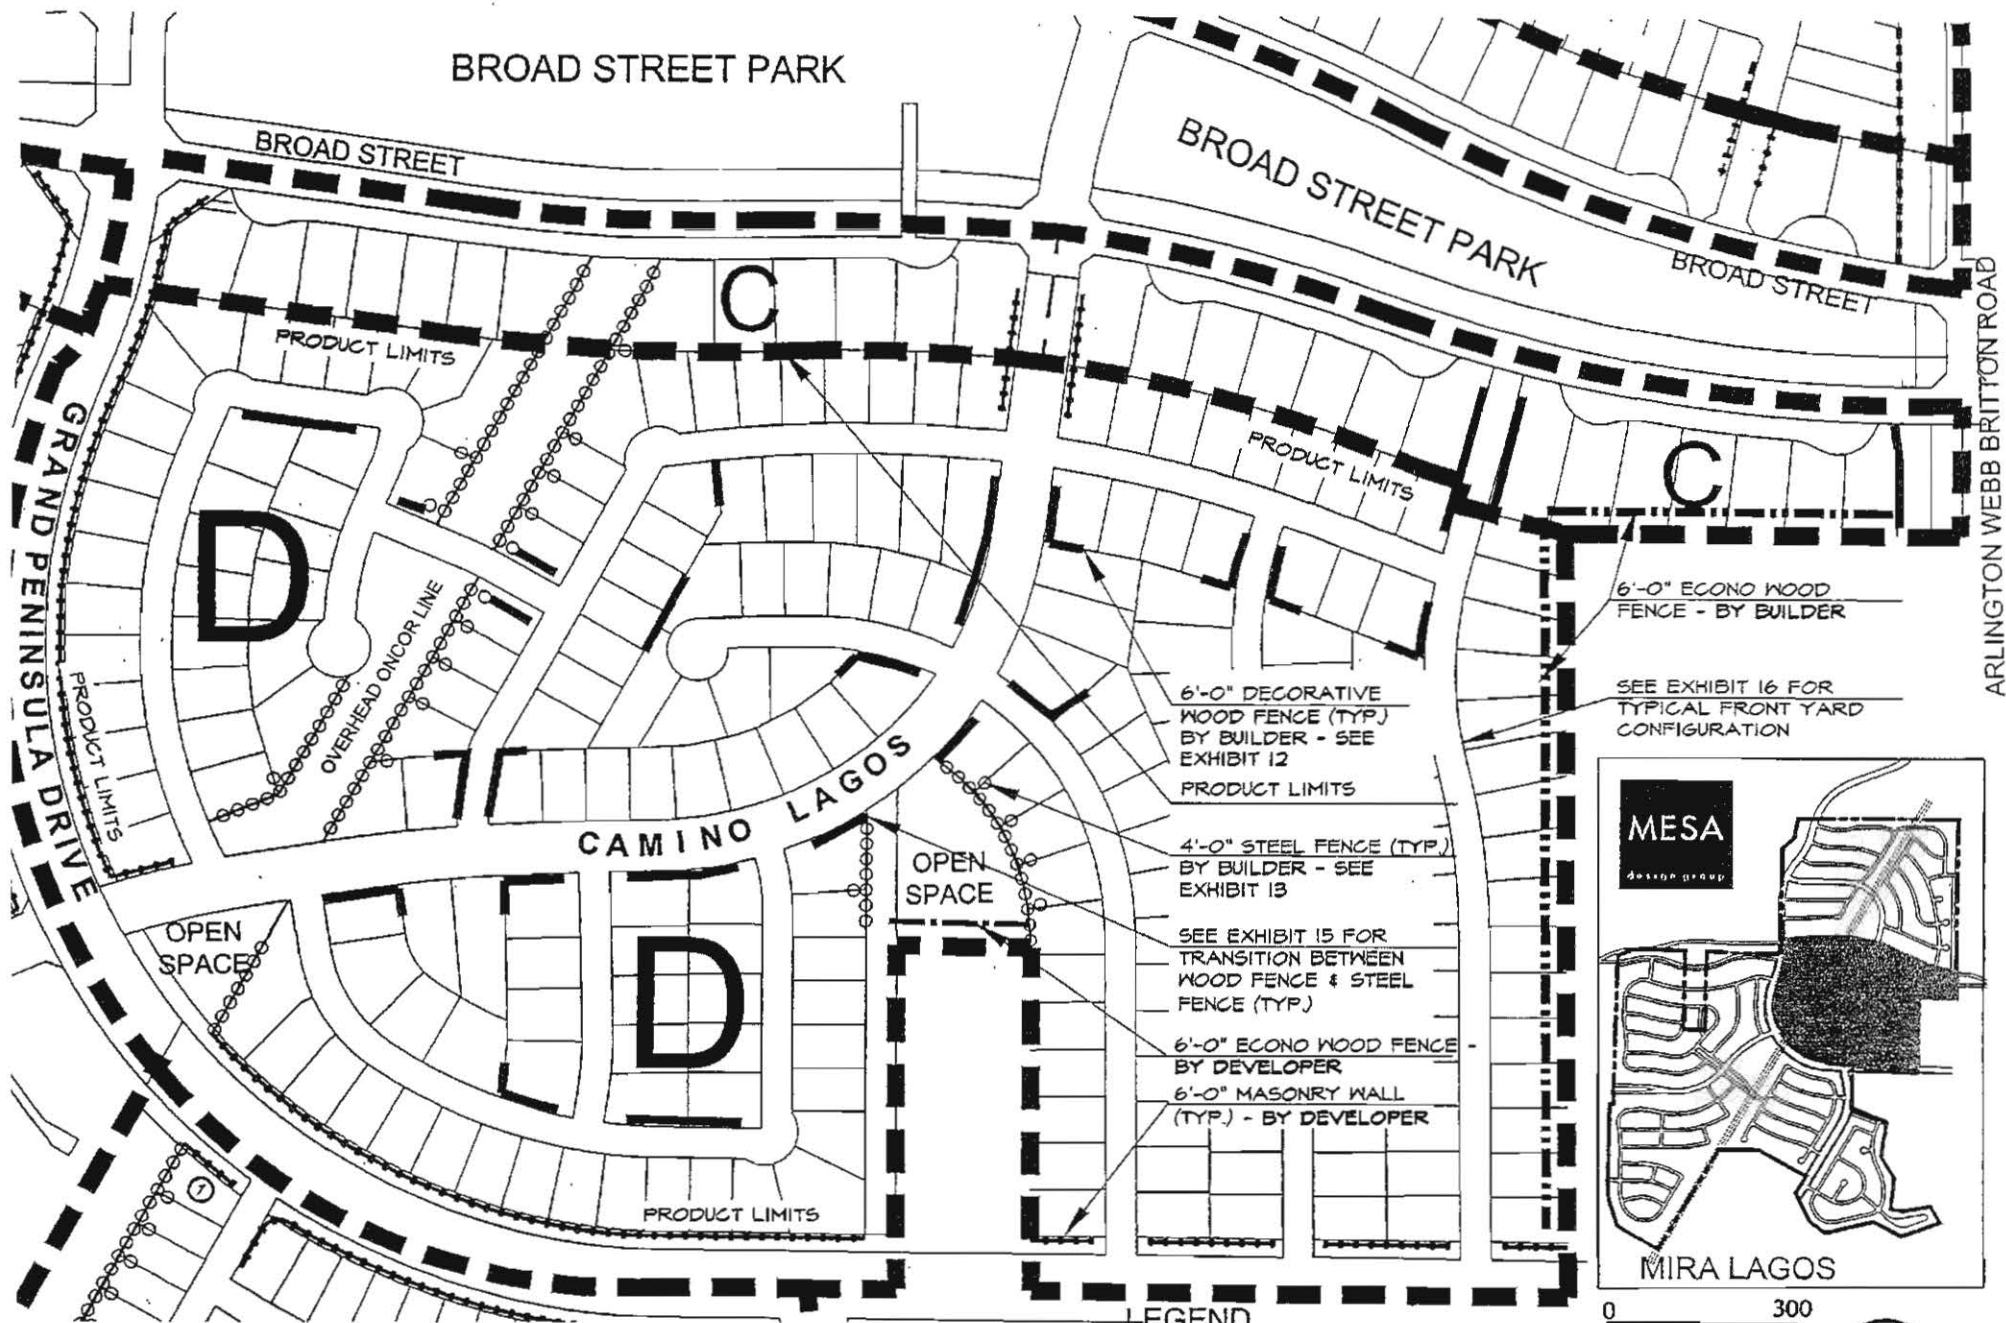 BROAD STREET PARK
BROAD STREET
BROAD STREET PARK
BROAD STREET
C
PRODUCT LIMITS
ARLINGTON WEBB BRITTON ROAD
GRAND PENINSULA DRIVE
PRODUCT LIMITS
C
D
6'-0" ECONO WOOD
FENCE - BY BUILDER
OVERHEAD ONCOR LINE
PRODUCT LIMITS
6'-0" DECORATIVE
WOOD FENCE (TYP.)
BY BUILDER - SEE
EXHIBIT 12
PRODUCT LIMITS
SEE EXHIBIT 16 FOR
TYPICAL FRONT YARD
CONFIGURATION
CAMINO LAGOS
4'-0" STEEL FENCE (TYP.)
BY BUILDER - SEE
EXHIBIT 13
OPEN
SPACE
OPEN
SPACE
D
SEE EXHIBIT 15 FOR
TRANSITION BETWEEN
WOOD FENCE & STEEL
FENCE (TYP.)
6'-0" ECONO WOOD FENCE -
BY DEVELOPER
6'-0" MASONRY WALL
(TYP.) - BY DEVELOPER
1
PRODUCT LIMITS
MESA
design group
MIRA LAGOS
LEGEND
0 300